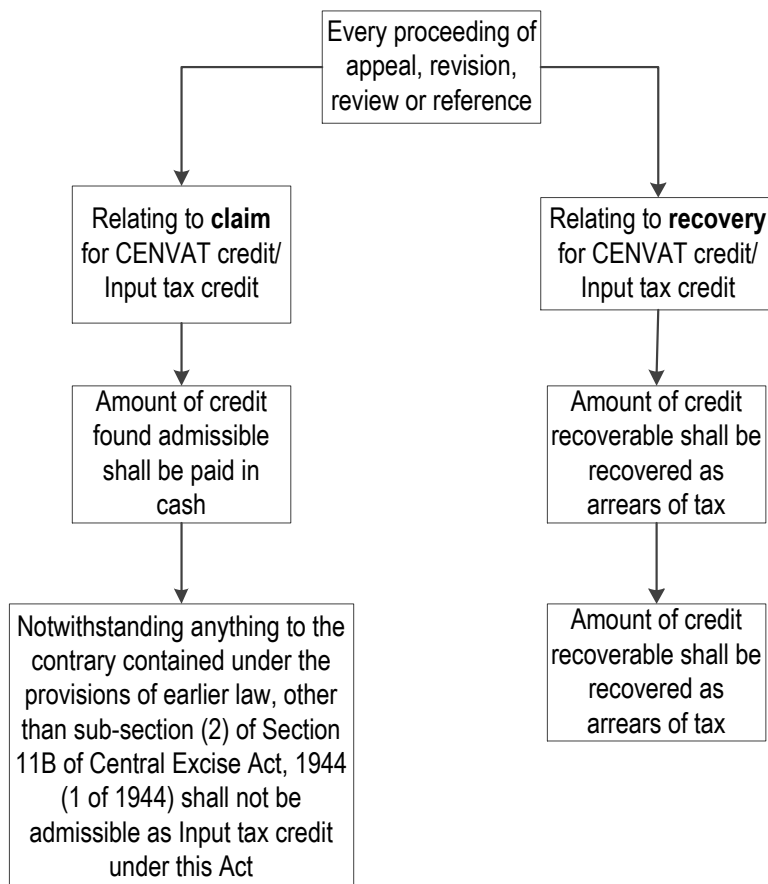 Every proceeding of
appeal, revision,
review or reference
Relating to claim
for CENVAT credit/
Input tax credit
Relating to recovery
for CENVAT credit/
Input tax credit
Amount of credit
found admissible
shall be paid in
cash
Amount of credit
recoverable shall be
recovered as
arrears of tax
Notwithstanding anything to the
contrary contained under the
provisions of earlier law, other
than sub-section (2) of Section
11B of Central Excise Act, 1944
(1 of 1944) shall not be
admissible as Input tax credit
under this Act
Amount of credit
recoverable shall be
recovered as
arrears of tax